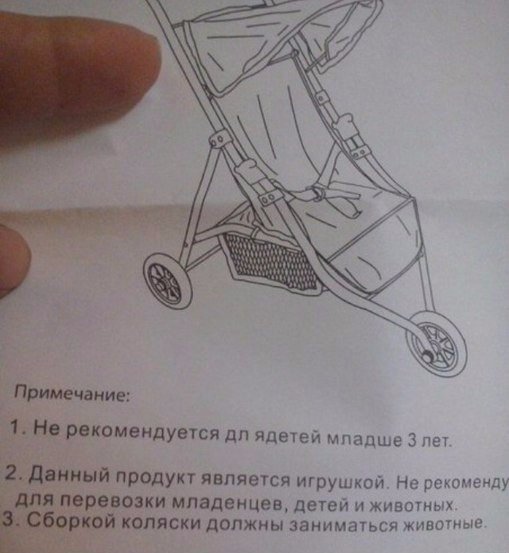 Примечание:
1. Не рекомендуется дл ядетей младше 3 лет.
2. Данный продукт является игрушкой. Не рекоменду
для перевозки младенцев, детей и животных.
3. Сборкой коляски должны заниматься животные.